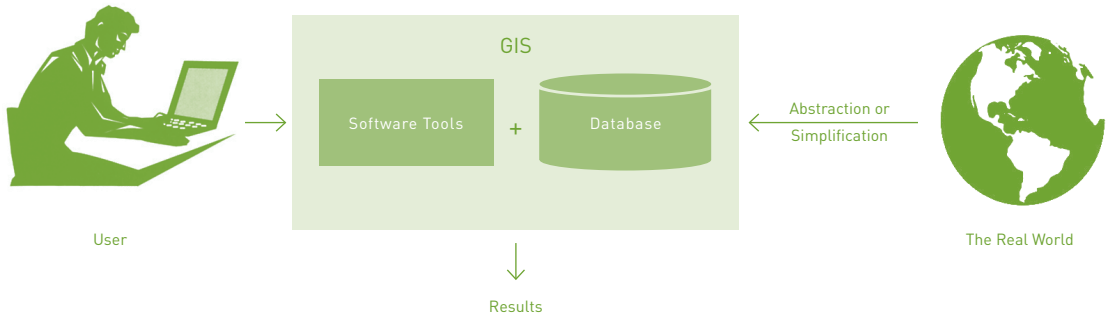 GIS
Software Tools
+
Database
Abstraction or
Simplification
User
The Real World
Results